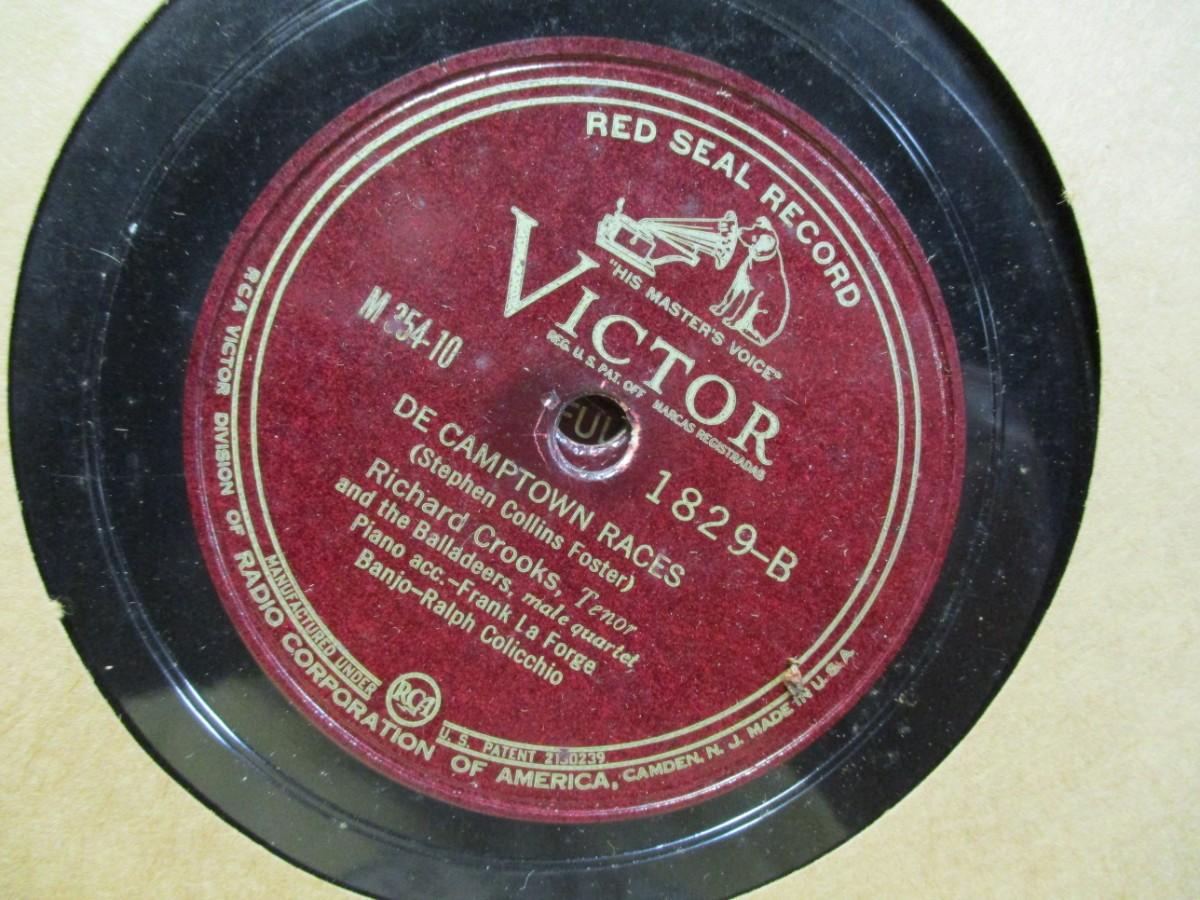 RED SEAL RECORD
"HIS MASTER'S VOICE"
VICTOR
REG. U. S. PAT. OFF. MARCAS REGISTRADAS
M 354-10
1829-B
DE CAMPTOWN RACES
(Stephen Collins Foster)
Richard Crooks, Tenor
and the Balladeers, male quartet
Piano acc.-Frank La Forge
Banjo-Ralph Colicchio
MANUFACTURED UNDER
RCA
U. S. PATENT
RCA VICTOR DIVISION OF RADIO CORPORATION OF AMERICA, CAMDEN, N. J. MADE IN U.S.A.